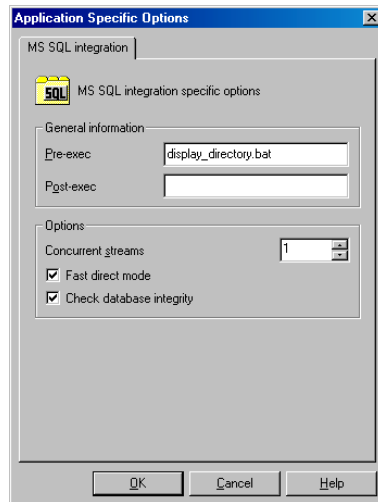 Application Specific Options
MS SQL integration
SQL MS SQL integration specific options
General information
Pre-exec display_directory.bat
Post-exec
Options
Concurrent streams 1
Fast direct mode
Check database integrity
OK Cancel Help